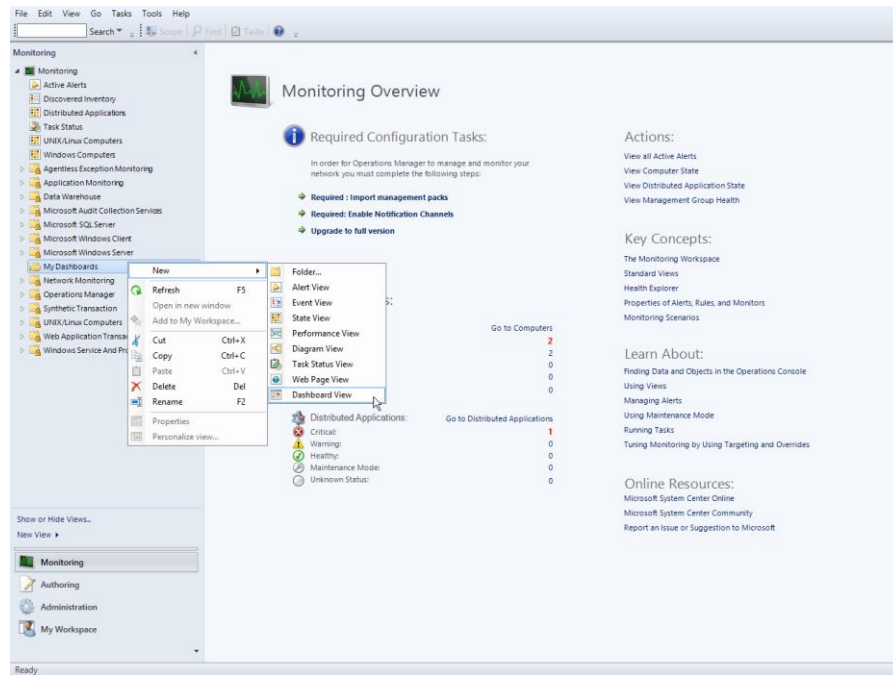 File Edit View Go Tasks Tools Help
Search Scope Find Tasks
Monitoring
Monitoring
Active Alerts
Discovered Inventory
Distributed Applications
Task Status
UNIX/Linux Computers
Windows Computers
Agentless Exception Monitoring
Application Monitoring
Data Warehouse
Microsoft Audit Collection Services
Microsoft SQL Server
Microsoft Windows Client
Microsoft Windows Server
My Dashboards
Network Monitoring
Operations Manager
Synthetic Transaction
UNIX/Linux Computers
Web Application Transa
Windows Service And Pro
Show or Hide Views...
New View
Monitoring
Authoring
Administration
My Workspace
Ready
New
Refresh F5
Open in new window
Add to My Workspace...
Cut Ctrl+X
Copy Ctrl+C
Paste Ctrl+V
Delete Del
Rename F2
Properties
Personalize view...
Folder...
Alert View
Event View
State View
Performance View
Diagram View
Task Status View
Web Page View
Dashboard View
Monitoring Overview
Required Configuration Tasks:
In order for Operations Manager to manage and monitor your
network you must complete the following steps:
Required : Import management packs
Required: Enable Notification Channels
Upgrade to full version
s:
Go to Computers
2
2
0
0
0
Distributed Applications: Go to Distributed Applications
Critical: 1
Warning: 0
Healthy: 0
Maintenance Mode: 0
Unknown Status: 0
Actions:
View all Active Alerts
View Computer State
View Distributed Application State
View Management Group Health
Key Concepts:
The Monitoring Workspace
Standard Views
Health Explorer
Properties of Alerts, Rules, and Monitors
Monitoring Scenarios
Learn About:
Finding Data and Objects in the Operations Console
Using Views
Managing Alerts
Using Maintenance Mode
Running Tasks
Tuning Monitoring by Using Targeting and Overrides
Online Resources:
Microsoft System Center Online
Microsoft System Center Community
Report an Issue or Suggestion to Microsoft